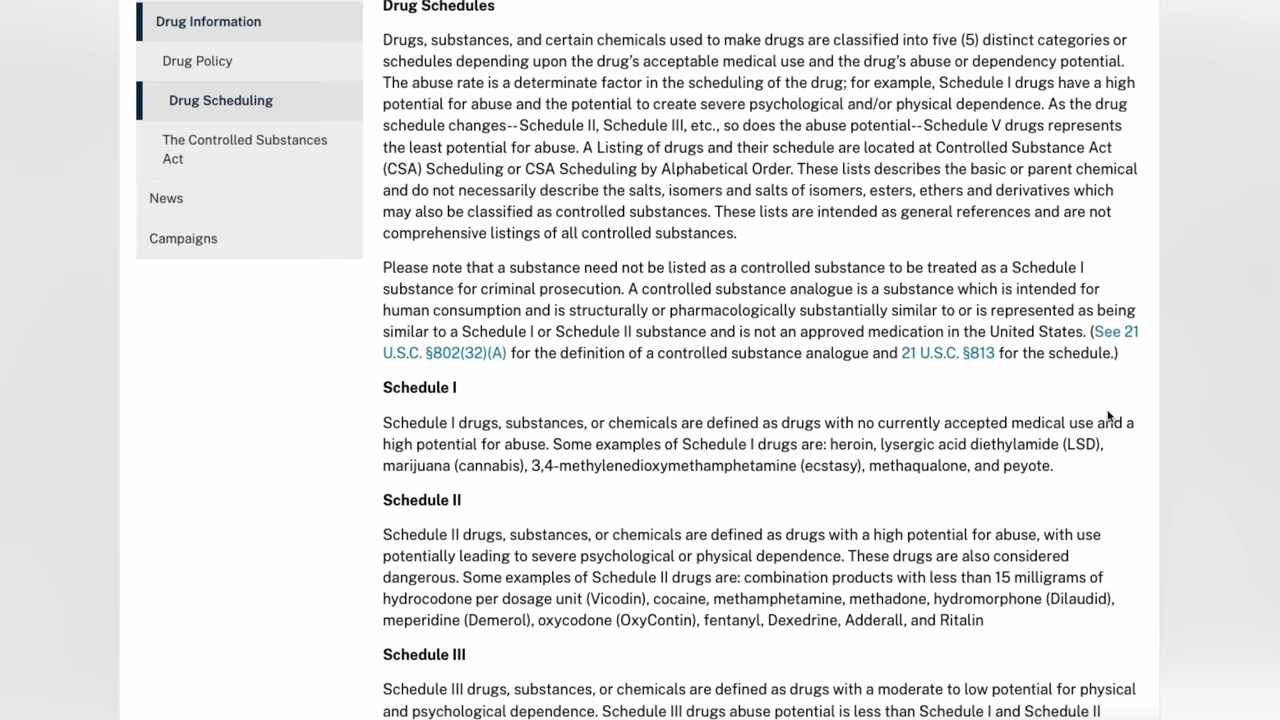 Drug Information
Drug Policy
Drug Scheduling
The Controlled Substances
Act
News
Campaigns
Drug Schedules
Drugs, substances, and certain chemicals used to make drugs are classified into five (5) distinct categories or
schedules depending upon the drug's acceptable medical use and the drug's abuse or dependency potential.
The abuse rate is a determinate factor in the scheduling of the drug; for example, Schedule I drugs have a high
potential for abuse and the potential to create severe psychological and/or physical dependence. As the drug
schedule changes--Schedule II, Schedule III, etc., so does the abuse potential--Schedule V drugs represents
the least potential for abuse. A Listing of drugs and their schedule are located at Controlled Substance Act
(CSA) Scheduling or CSA Scheduling by Alphabetical Order. These lists describes the basic or parent chemical
and do not necessarily describe the salts, isomers and salts of isomers, esters, ethers and derivatives which
may also be classified as controlled substances. These lists are intended as general references and are not
comprehensive listings of all controlled substances.
Please note that a substance need not be listed as a controlled substance to be treated as a Schedule I
substance for criminal prosecution. A controlled substance analogue is a substance which is intended for
human consumption and is structurally or pharmacologically substantially similar to or is represented as being
similar to a Schedule I or Schedule II substance and is not an approved medication in the United States. (See 21
U.S.C. §802(32)(A) for the definition of a controlled substance analogue and 21 U.S.C. §813 for the schedule.)
Schedule I
Schedule I drugs, substances, or chemicals are defined as drugs with no currently accepted medical use and a
high potential for abuse. Some examples of Schedule I drugs are: heroin, lysergic acid diethylamide (LSD),
marijuana (cannabis), 3,4-methylenedioxymethamphetamine (ecstasy), methaqualone, and peyote.
Schedule II
Schedule II drugs, substances, or chemicals are defined as drugs with a high potential for abuse, with use
potentially leading to severe psychological or physical dependence. These drugs are also considered
dangerous. Some examples of Schedule II drugs are: combination products with less than 15 milligrams of
hydrocodone per dosage unit (Vicodin), cocaine, methamphetamine, methadone, hydromorphone (Dilaudid),
meperidine (Demerol), oxycodone (OxyContin), fentanyl, Dexedrine, Adderall, and Ritalin
Schedule III
Schedule III drugs, substances, or chemicals are defined as drugs with a moderate to low potential for physical
and psychological dependence. Schedule III drugs abuse potential is less than Schedule I and Schedule II